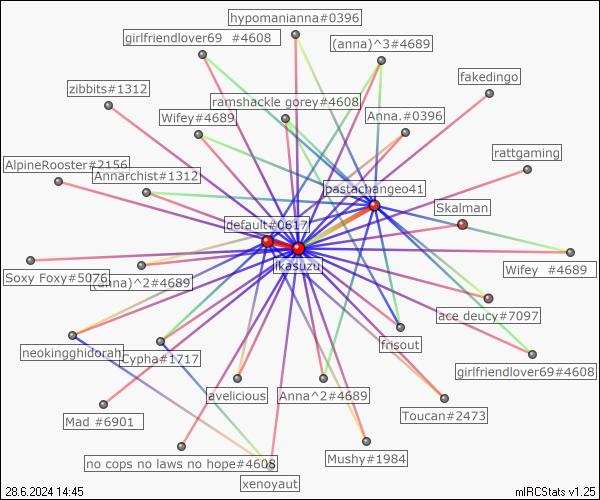 hypomanianna#0396
girlfriendlover69 #4608
(anna)^3#4689
fakedingo
zibbits#1312
ramshackle gorey#4608
Wifey#4689
Anna.#0396
rattgaming
AlpineRooster#2156
Annarchist#1312
pastachangeo41
Skalman
default#0617
ikasuzu
Wifey #4689
Soxy Foxy#5076
(anna)^2#4689
ace deucy#7097
frisout
neokingghidorah
Cypha#1717
girlfriendlover69#4608
avelicious
Anna^2#4689
Toucan#2473
Mad #6901
Mushy#1984
no cops no laws no hope#4608
xenoyaut
28.6.2024 14:45
mIRCStats v1.25